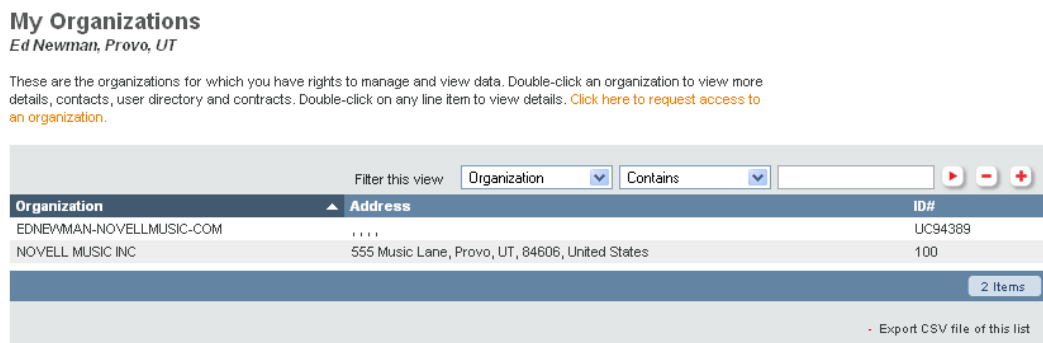 My Organizations
Ed Newman, Provo, UT
These are the organizations for which you have rights to manage and view data. Double-click an organization to view more
details, contacts, user directory and contracts. Double-click on any line item to view details. Click here to request access to
an organization.
Filter this view Organization Contains
Organization Address ID#
EDNEWMAN-NOVELLMUSIC-COM , , , , UC94389
NOVELL MUSIC INC 555 Music Lane, Provo, UT, 84606, United States 100
2 Items
- Export CSV file of this list